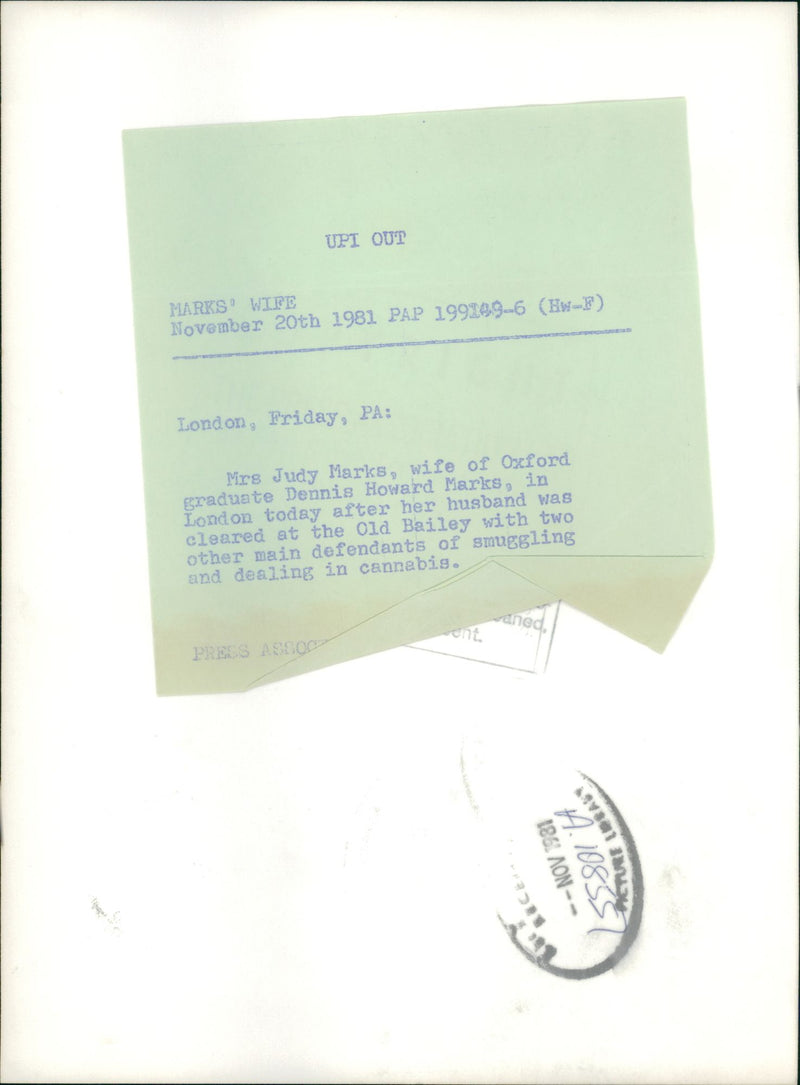 UPI OUT
MARKS' WIFE
November 20th 1981 PAP 199149-6 (Hw-F)
London, Friday, PA:
Mrs Judy Marks, wife of Oxford
graduate Dennis Howard Marks, in
London today after her husband was
cleared at the Old Bailey with two
other main defendants of smuggling
and dealing in cannabis.
PRESS ASSOC
PICTURE LIBRARY
-- NOV 1981